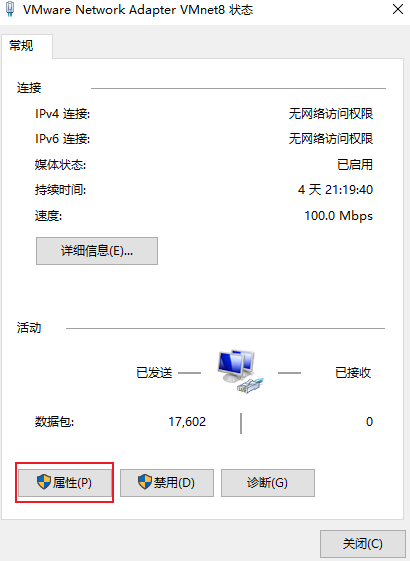 VMware Network Adapter VMnet8 状态
常规
连接
IPv4 连接: 无网络访问权限
IPv6 连接: 无网络访问权限
媒体状态: 已启用
持续时间: 4 天 21:19:40
速度: 100.0 Mbps
详细信息(E)...
活动
已发送 已接收
数据包: 17,602 0
属性(P) 禁用(D) 诊断(G)
关闭(C)